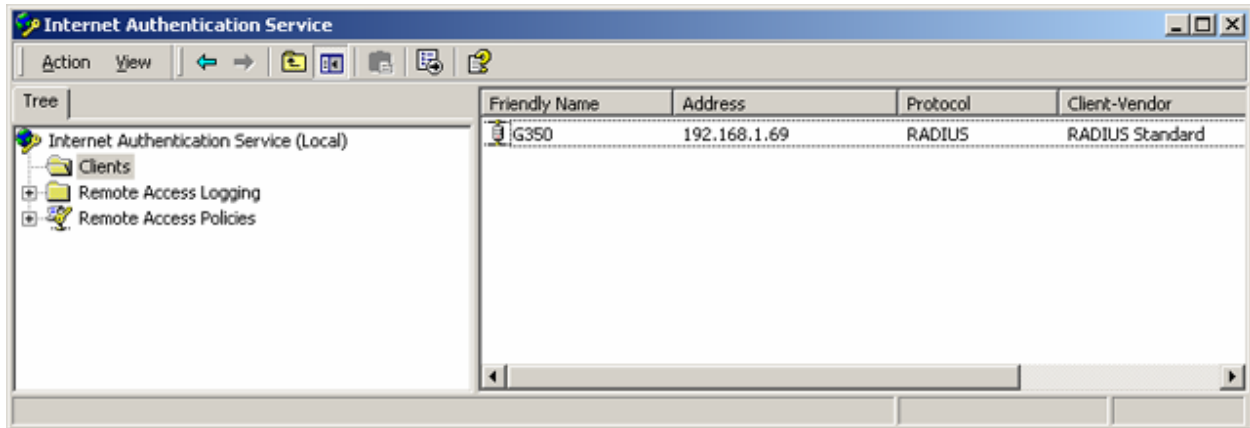 Internet Authentication Service
Action View
Tree
Internet Authentication Service (Local)
Clients
Remote Access Logging
Remote Access Policies
Friendly Name Address Protocol Client-Vendor
G350 192.168.1.69 RADIUS RADIUS Standard